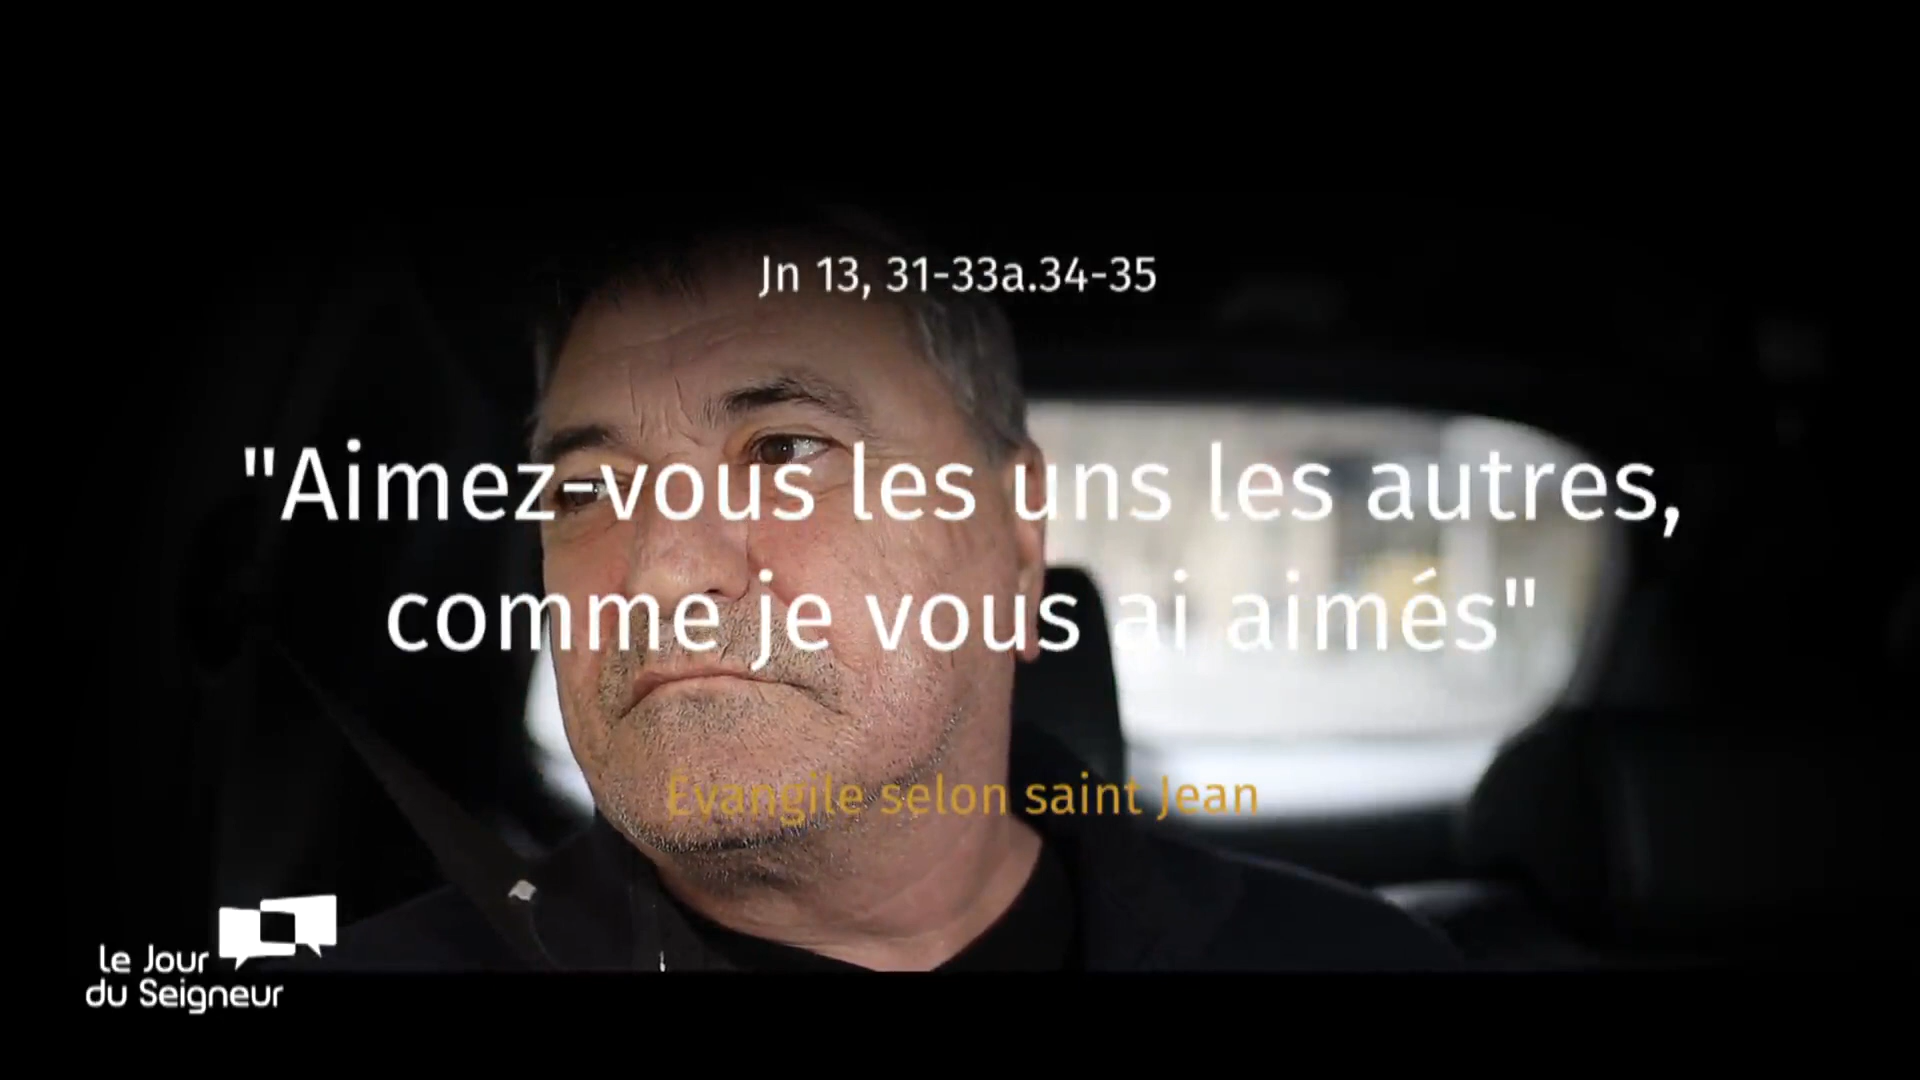 Jn 13, 31-33a.34-35
"Aimez-vous les uns les autres,
comme je vous ai aimés"
Évangile selon saint Jean
le Jour
du Seigneur